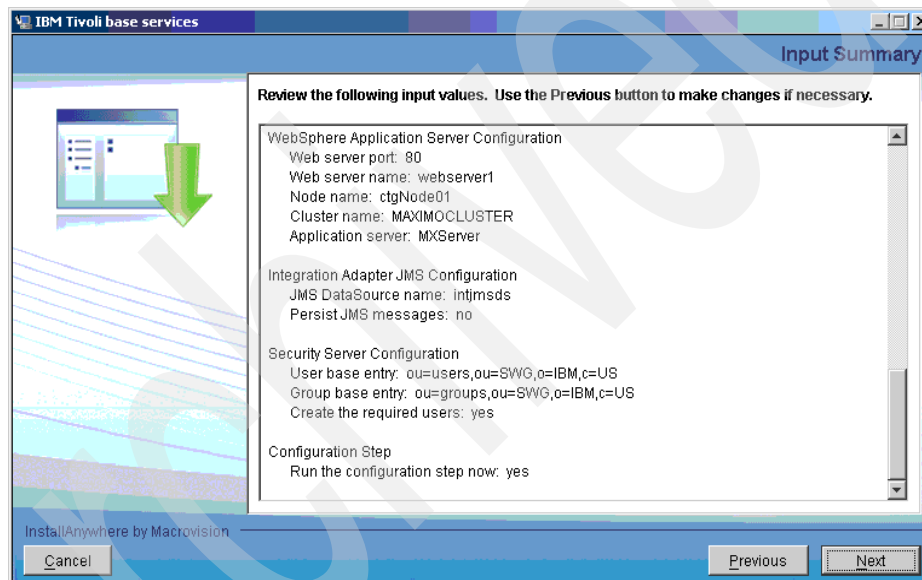 IBM Tivoli base services
Input Summary
Review the following input values. Use the Previous button to make changes if necessary.
WebSphere Application Server Configuration
Web server port: 80
Web server name: webserver1
Node name: ctgNode01
Cluster name: MAXIMOCLUSTER
Application server: MXServer
Integration Adapter JMS Configuration
JMS DataSource name: intjmsds
Persist JMS messages: no
Security Server Configuration
User base entry: ou=users,ou=SWG,o=IBM,c=US
Group base entry: ou=groups,ou=SWG,o=IBM,c=US
Create the required users: yes
Configuration Step
Run the configuration step now: yes
InstallAnywhere by Macrovision
Cancel
Previous
Next